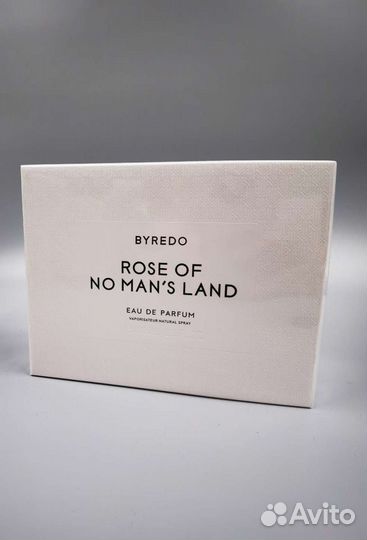 BYREDO
ROSE OF
NO MAN'S LAND
EAU DE PARFUM
VAPORISATEUR NATURAL SPRAY
Avito